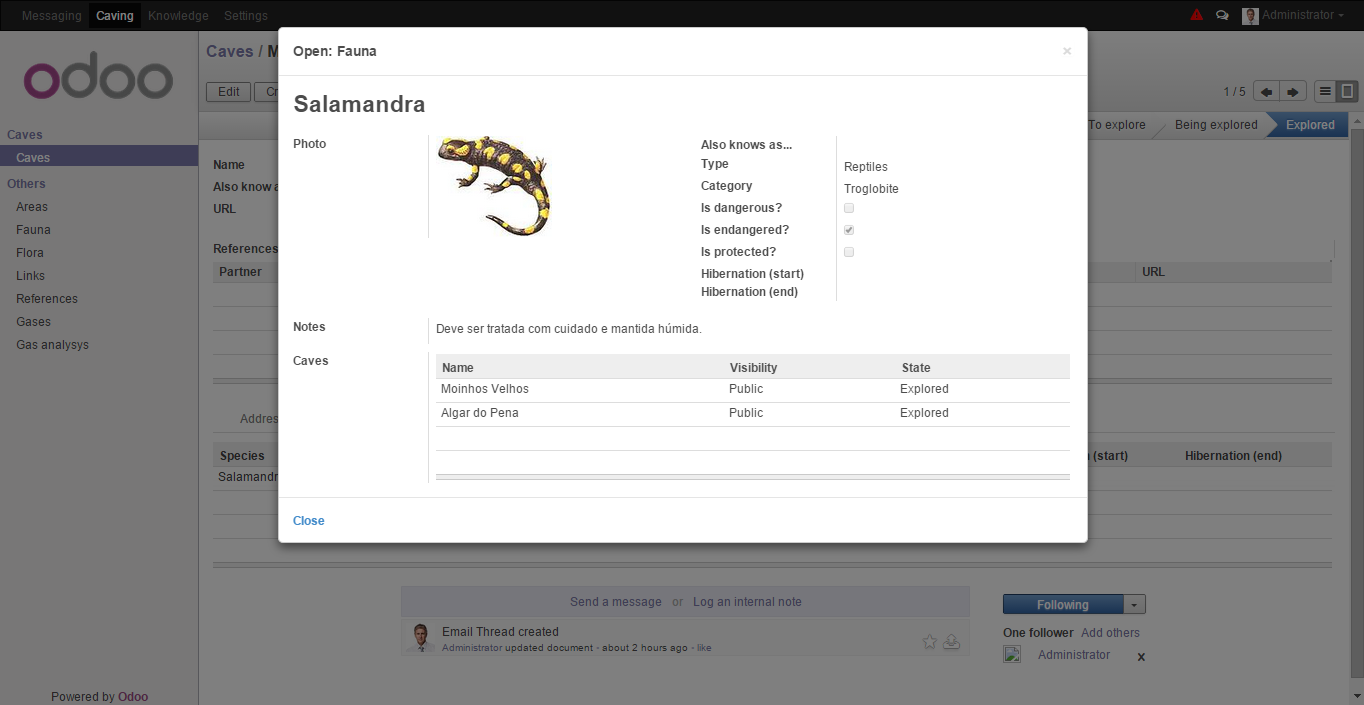 Messaging Caving Knowledge Settings Administrator
odoo
Caves / M
Edit Cr 1 / 5
To explore Being explored Explored
Caves
Caves
Others
Areas
Fauna
Flora
Links
References
Gases
Gas analysys
Powered by Odoo
Name
Also know a
URL
References
Partner URL
Addres
Species (start) Hibernation (end)
Salamandr
Open: Fauna ×
Salamandra
Photo
Also knows as...
Type Reptiles
Category Troglobite
Is dangerous?
Is endangered?
Is protected?
Hibernation (start)
Hibernation (end)
Notes Deve ser tratada com cuidado e mantida húmida.
Caves
Name Visibility State
Moinhos Velhos Public Explored
Algar do Pena Public Explored
Close
Send a message or Log an internal note
Email Thread created
Administrator updated document - about 2 hours ago - like
Following
One follower Add others
Administrator x